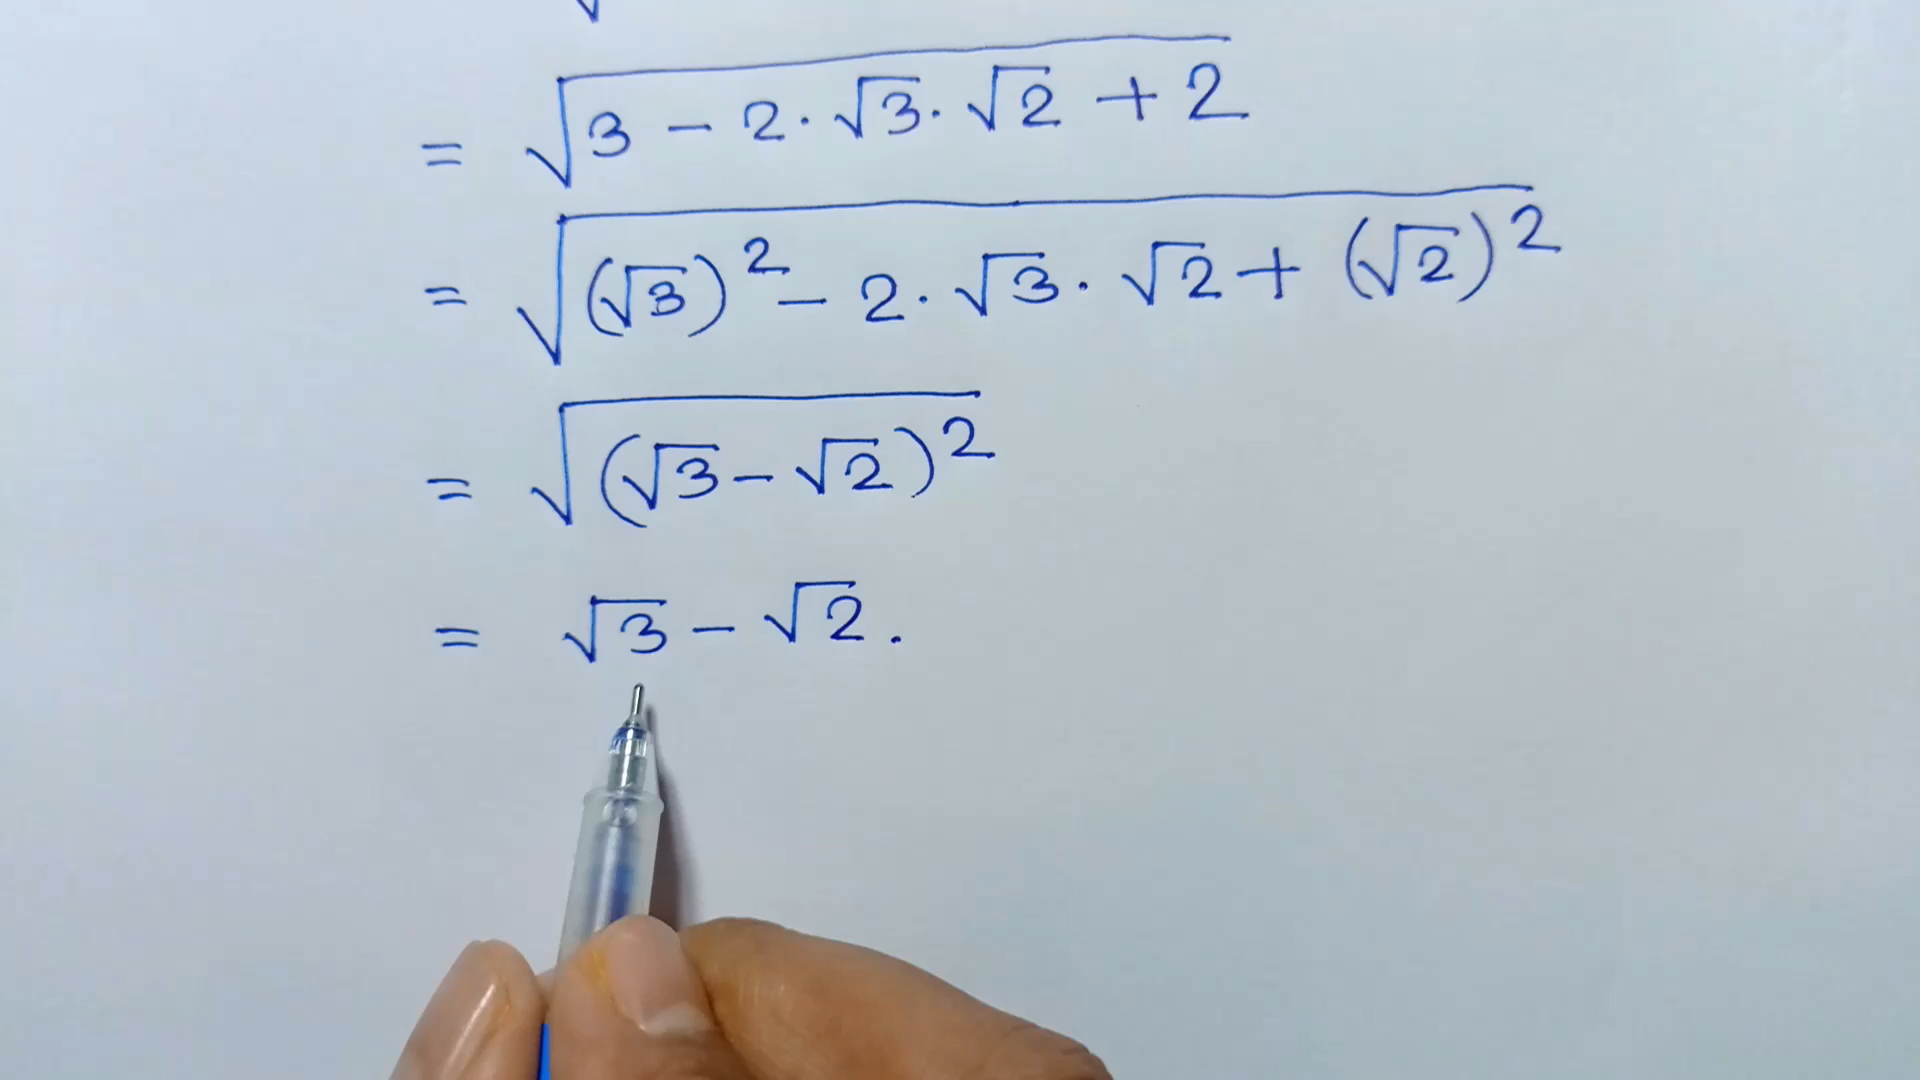 = √(3 - 2·√3·√2 + 2)
= √((√3)² - 2·√3·√2 + (√2)²)
= √((√3 - √2)²)
= √3 - √2.